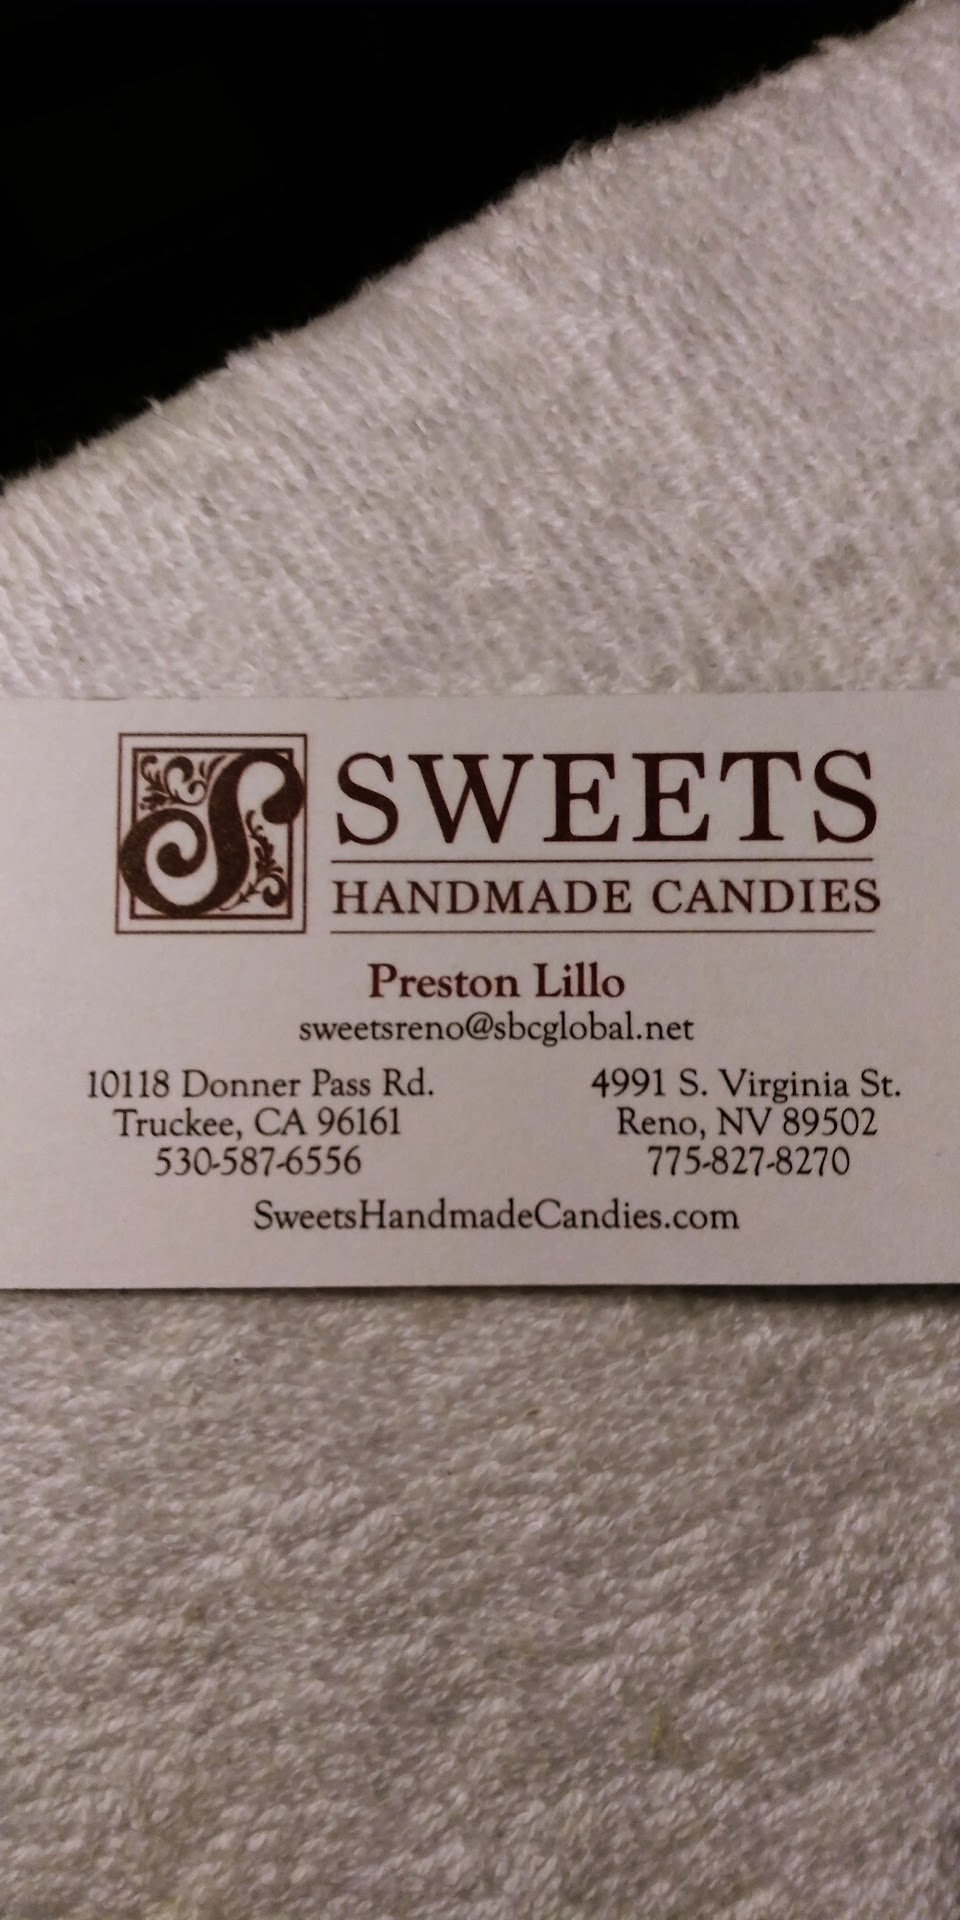 S
SWEETS
HANDMADE CANDIES
Preston Lillo
sweetsreno@sbcglobal.net
10118 Donner Pass Rd.
Truckee, CA 96161
530-587-6556
4991 S. Virginia St.
Reno, NV 89502
775-827-8270
SweetsHandmadeCandies.com